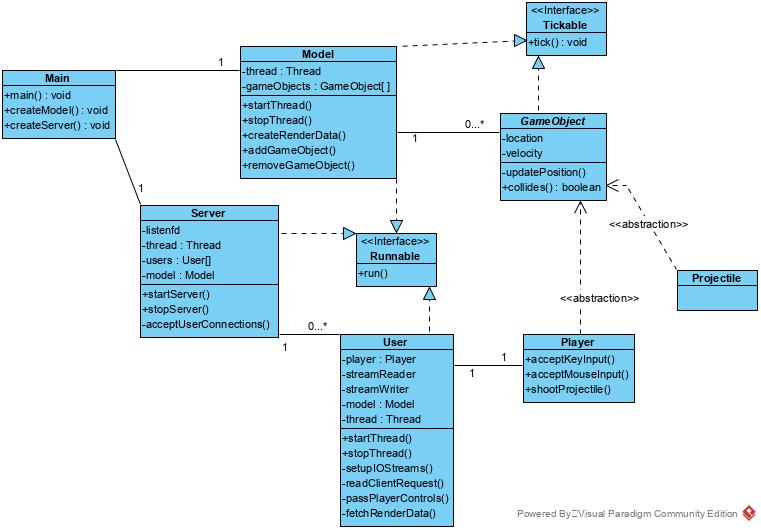 <<Interface>>
Tickable
+tick() : void
Model
-thread : Thread
-gameObjects : GameObject[ ]
+startThread()
+stopThread()
+createRenderData()
+addGameObject()
+removeGameObject()
1
Main
+main() : void
+createModel() : void
+createServer() : void
0...*
1
GameObject
-location
-velocity
-updatePosition()
+collides() : boolean
1
Server
-listenfd
-thread : Thread
-users : User[]
-model : Model
+startServer()
+stopServer()
-acceptUserConnections()
<<Interface>>
Runnable
+run()
<<abstraction>>
Projectile
<<abstraction>>
0...*
1
User
-player : Player
-streamReader
-streamWriter
-model : Model
-thread : Thread
+startThread()
+stopThread()
-setupIOStreams()
-readClientRequest()
-passPlayerControls()
-fetchRenderData()
1
1
Player
+acceptKeyInput()
+acceptMouseInput()
+shootProjectile()
Powered By Visual Paradigm Community Edition